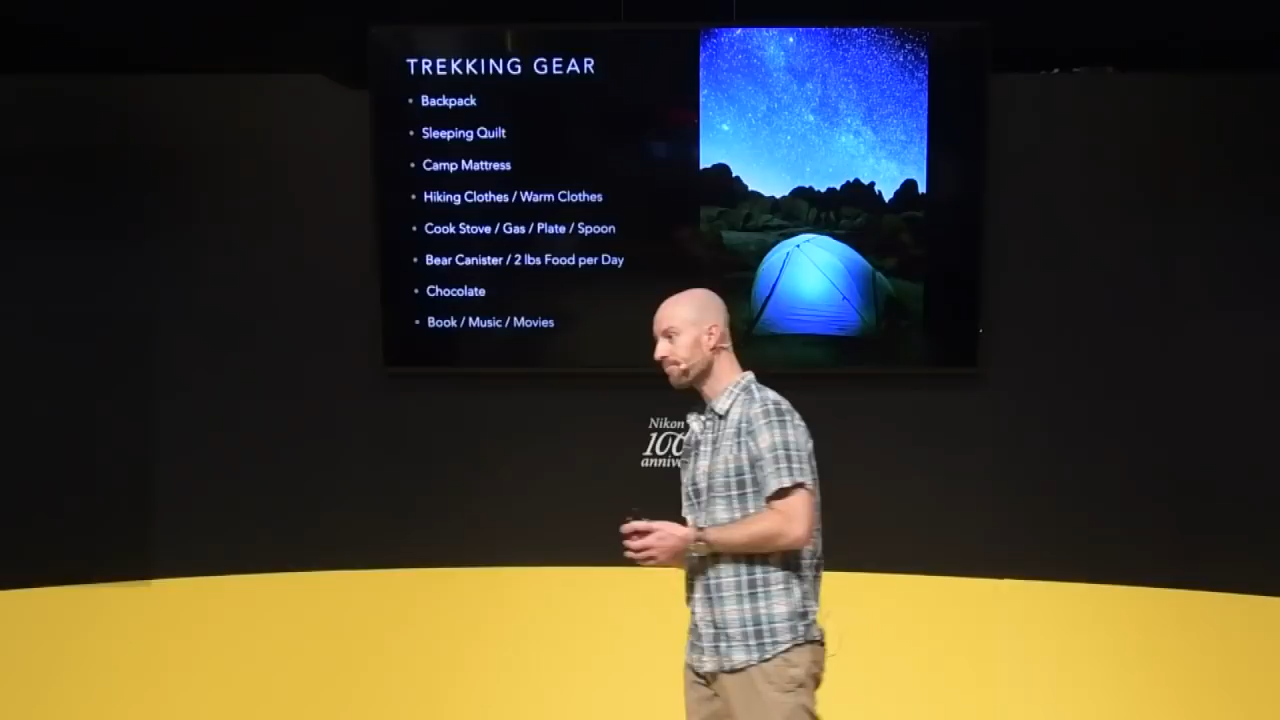 TREKKING GEAR
• Backpack
• Sleeping Quilt
• Camp Mattress
• Hiking Clothes / Warm Clothes
• Cook Stove / Gas / Plate / Spoon
• Bear Canister / 2 lbs Food per Day
• Chocolate
• Book / Music / Movies
Nikon
100
anniv